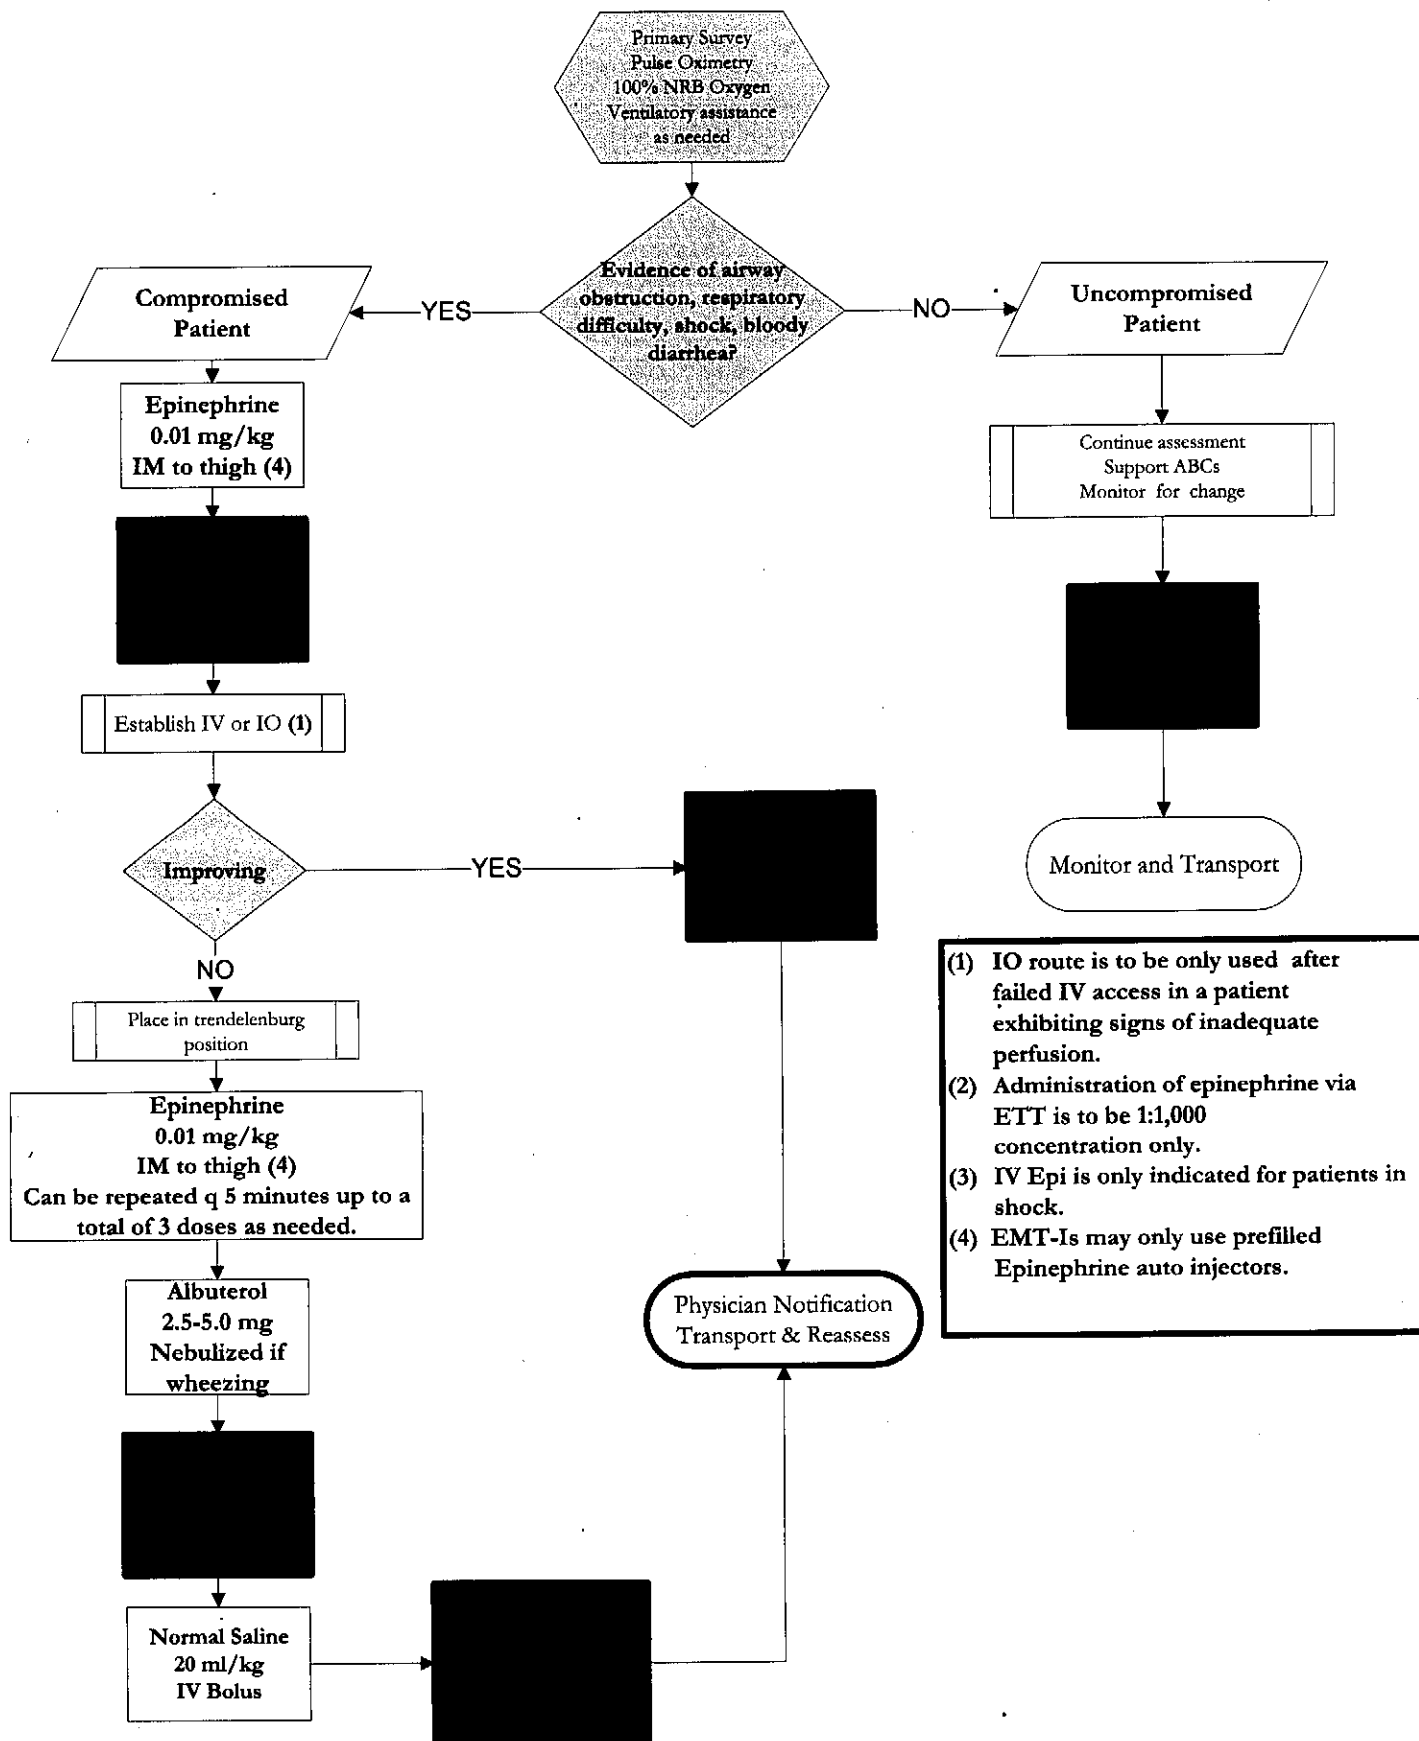 Primary Survey
Pulse Oximetry
100% NRB Oxygen
Ventilatory assistance
as needed
Evidence of airway
obstruction, respiratory
difficulty, shock, bloody
diarrhea?
YES
NO
Compromised
Patient
Uncompromised
Patient
Epinephrine
0.01 mg/kg
IM to thigh (4)
Continue assessment
Support ABCs
Monitor for change
Establish IV or IO (1)
Improving
YES
NO
Monitor and Transport
Place in trendelenburg
position
Epinephrine
0.01 mg/kg
IM to thigh (4)
Can be repeated q 5 minutes up to a
total of 3 doses as needed.
Albuterol
2.5-5.0 mg
Nebulized if
wheezing
Normal Saline
20 ml/kg
IV Bolus
Physician Notification
Transport & Reassess
(1) IO route is to be only used after
failed IV access in a patient
exhibiting signs of inadequate
perfusion.
(2) Administration of epinephrine via
ETT is to be 1:1,000
concentration only.
(3) IV Epi is only indicated for patients in
shock.
(4) EMT-Is may only use prefilled
Epinephrine auto injectors.